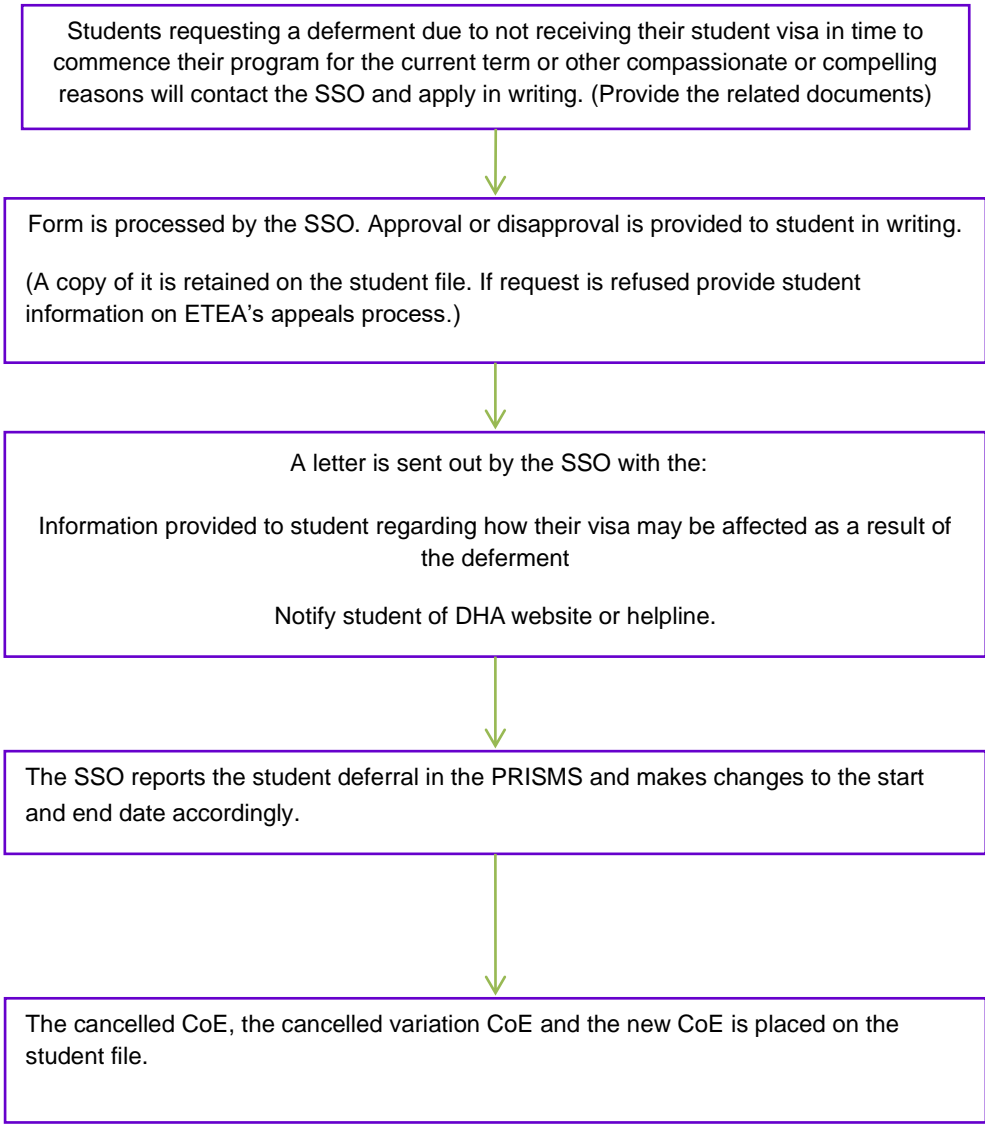 Students requesting a deferment due to not receiving their student visa in time to
commence their program for the current term or other compassionate or compelling
reasons will contact the SSO and apply in writing. (Provide the related documents)
Form is processed by the SSO. Approval or disapproval is provided to student in writing.
(A copy of it is retained on the student file. If request is refused provide student
information on ETEA’s appeals process.)
A letter is sent out by the SSO with the:
Information provided to student regarding how their visa may be affected as a result of
the deferment
Notify student of DHA website or helpline.
The SSO reports the student deferral in the PRISMS and makes changes to the start
and end date accordingly.
The cancelled CoE, the cancelled variation CoE and the new CoE is placed on the
student file.